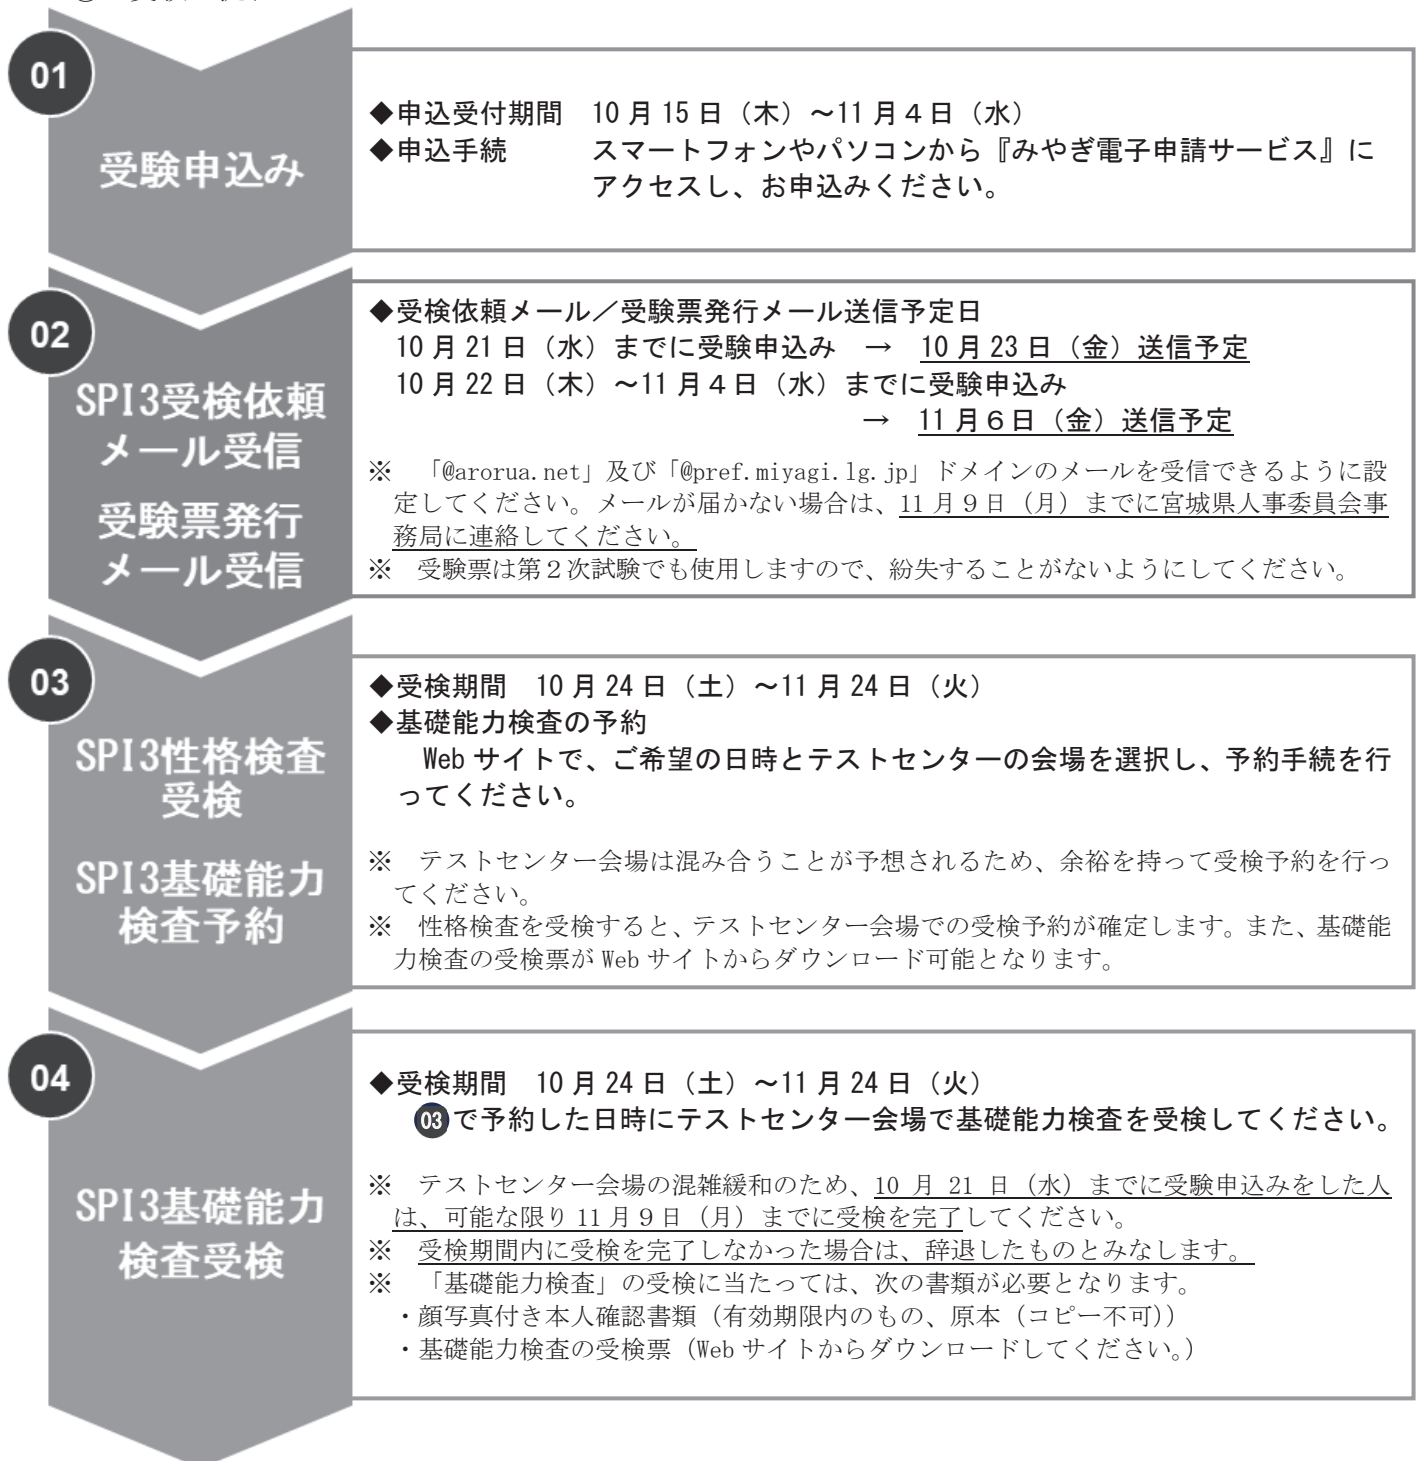 01
受験申込み
◆申込受付期間　10月15日（木）～11月４日（水）
◆申込手続　　　スマートフォンやパソコンから『みやぎ電子申請サービス』に
アクセスし、お申込みください。
02
SPI3受検依頼
メール受信
受験票発行
メール受信
◆受検依頼メール／受験票発行メール送信予定日
10月21日（水）までに受験申込み　→　10月23日（金）送信予定
10月22日（木）～11月４日（水）までに受験申込み
→　11月６日（金）送信予定
※　「@arorua.net」及び「@pref.miyagi.lg.jp」ドメインのメールを受信できるように設
定してください。メールが届かない場合は、11月９日（月）までに宮城県人事委員会事
務局に連絡してください。
※　受験票は第２次試験でも使用しますので、紛失することがないようにしてください。
03
SPI3性格検査
受検
SPI3基礎能力
検査予約
◆受検期間　10月24日（土）～11月24日（火）
◆基礎能力検査の予約
Webサイトで、ご希望の日時とテストセンターの会場を選択し、予約手続を行
ってください。
※　テストセンター会場は混み合うことが予想されるため、余裕を持って受検予約を行っ
てください。
※　性格検査を受検すると、テストセンター会場での受検予約が確定します。また、基礎能
力検査の受検票がWebサイトからダウンロード可能となります。
04
SPI3基礎能力
検査受検
◆受検期間　10月24日（土）～11月24日（火）
03で予約した日時にテストセンター会場で基礎能力検査を受検してください。
※　テストセンター会場の混雑緩和のため、10月21日（水）までに受験申込みをした人
は、可能な限り11月９日（月）までに受検を完了してください。
※　受検期間内に受検を完了しなかった場合は、辞退したものとみなします。
※　「基礎能力検査」の受検に当たっては、次の書類が必要となります。
・顔写真付き本人確認書類（有効期限内のもの、原本（コピー不可））
・基礎能力検査の受検票（Webサイトからダウンロードしてください。）